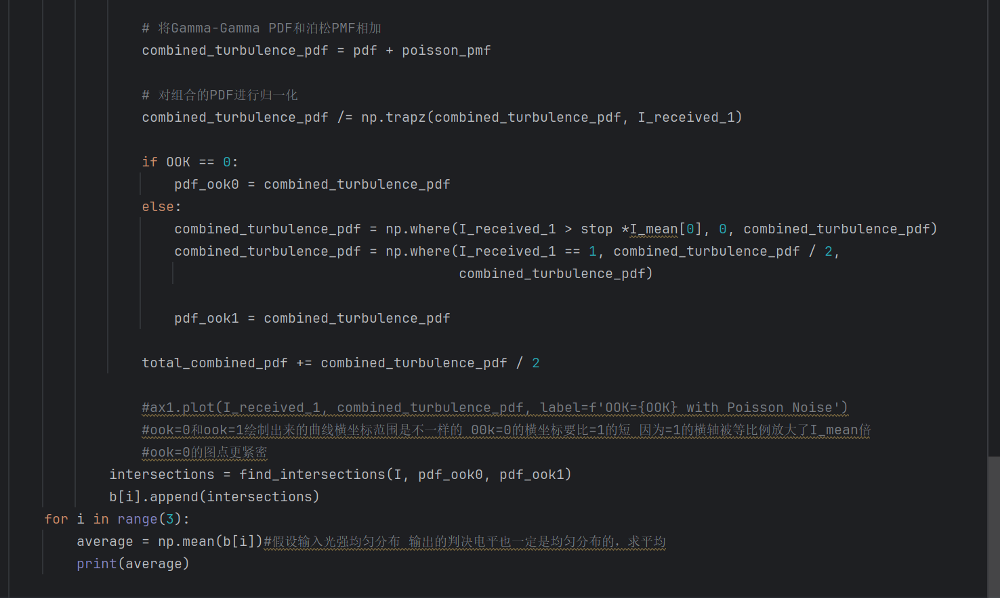 # 将Gamma-Gamma PDF和泊松PMF相加
combined_turbulence_pdf = pdf + poisson_pmf
# 对组合的PDF进行归一化
combined_turbulence_pdf /= np.trapz(combined_turbulence_pdf, I_received_1)
if OOK == 0:
pdf_ook0 = combined_turbulence_pdf
else:
combined_turbulence_pdf = np.where(I_received_1 > stop *I_mean[0], 0, combined_turbulence_pdf)
combined_turbulence_pdf = np.where(I_received_1 == 1, combined_turbulence_pdf / 2,
combined_turbulence_pdf)
pdf_ook1 = combined_turbulence_pdf
total_combined_pdf += combined_turbulence_pdf / 2
#ax1.plot(I_received_1, combined_turbulence_pdf, label=f'OOK={OOK} with Poisson Noise')
#ook=0和ook=1绘制出来的曲线横坐标范围是不一样的 OOk=0的横坐标要比=1的短 因为=1的横轴被等比例放大了I_mean倍
#ook=0的图点更紧密
intersections = find_intersections(I, pdf_ook0, pdf_ook1)
b[i].append(intersections)
for i in range(3):
average = np.mean(b[i])#假设输入光强均匀分布 输出的判决电平也一定是均匀分布的，求平均
print(average)